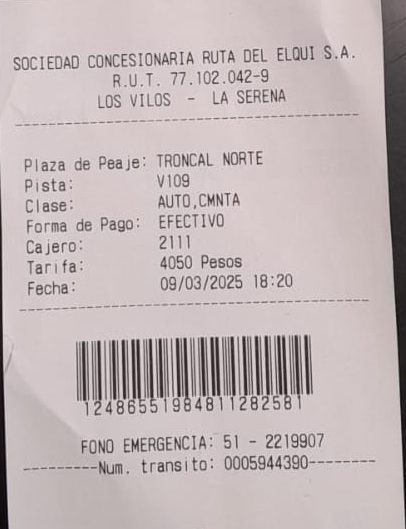 SOCIEDAD CONCESIONARIA RUTA DEL ELQUI S.A.
R.U.T. 77.102.042-9
LOS VILOS - LA SERENA
Plaza de Peaje: TRONCAL NORTE
Pista: V109
Clase: AUTO,CMNTA
Forma de Pago: EFECTIVO
Cajero: 2111
Tarifa: 4050 Pesos
Fecha: 09/03/2025 18:20
12486551984811282581
FONO EMERGENCIA: 51 - 2219907
---------Num. transito: 0005944390--------